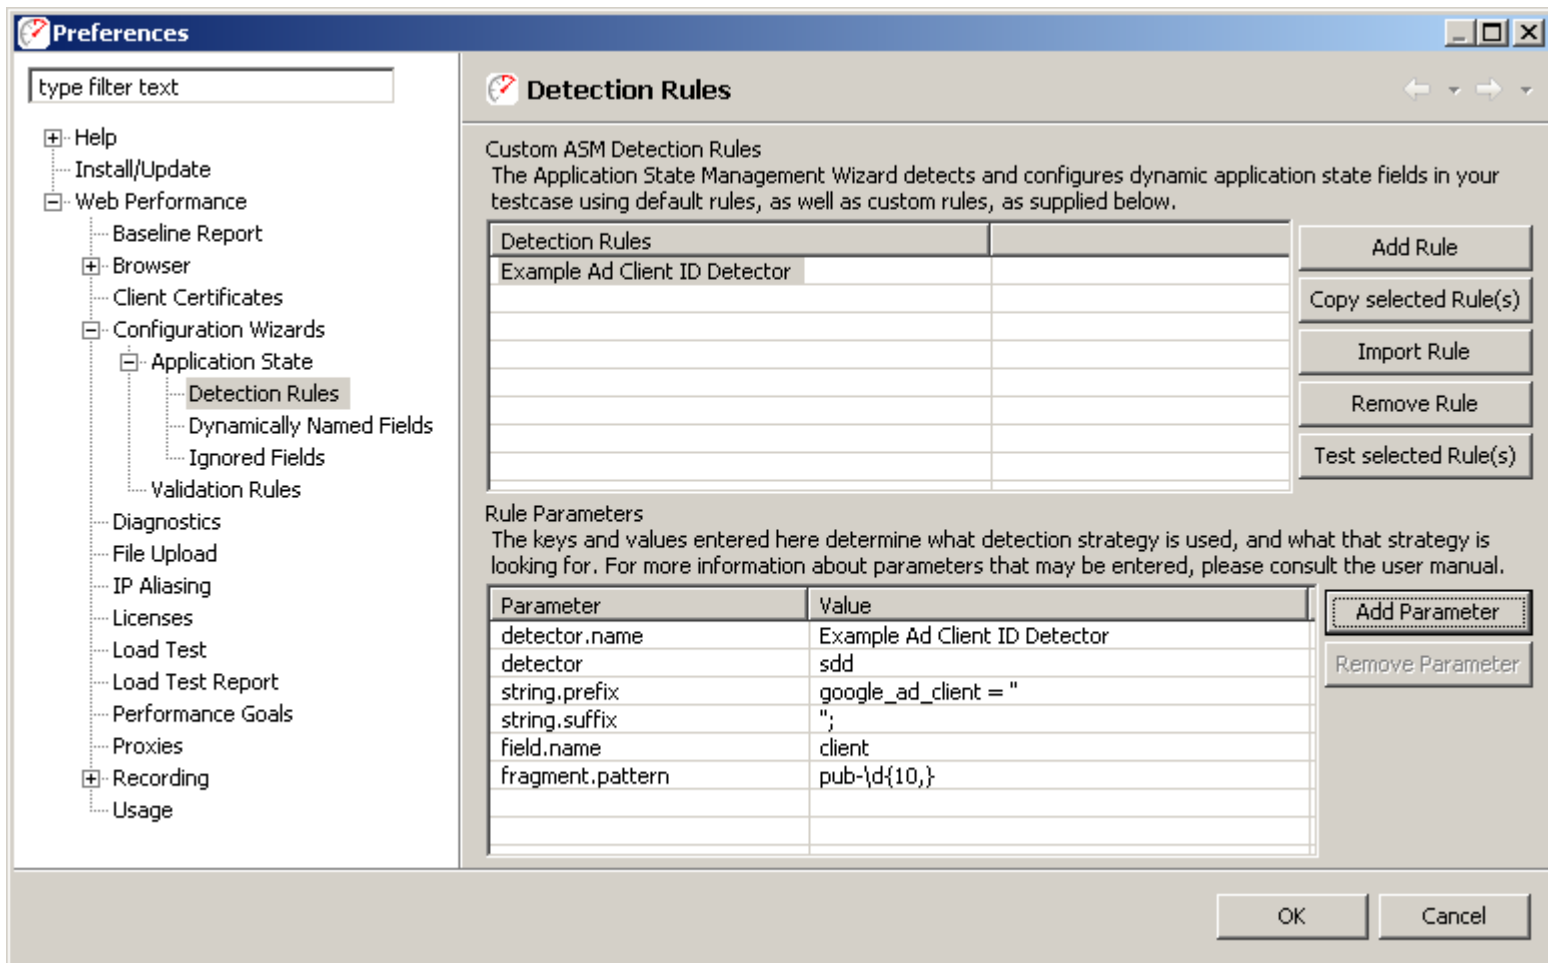 Preferences
type filter text
Help
Install/Update
Web Performance
Baseline Report
Browser
Client Certificates
Configuration Wizards
Application State
Detection Rules
Dynamically Named Fields
Ignored Fields
Validation Rules
Diagnostics
File Upload
IP Aliasing
Licenses
Load Test
Load Test Report
Performance Goals
Proxies
Recording
Usage
Detection Rules
Custom ASM Detection Rules
The Application State Management Wizard detects and configures dynamic application state fields in your
testcase using default rules, as well as custom rules, as supplied below.
Detection Rules
Example Ad Client ID Detector
Add Rule
Copy selected Rule(s)
Import Rule
Remove Rule
Test selected Rule(s)
Rule Parameters
The keys and values entered here determine what detection strategy is used, and what that strategy is
looking for. For more information about parameters that may be entered, please consult the user manual.
Parameter Value
detector.name Example Ad Client ID Detector
detector sdd
string.prefix google_ad_client = "
string.suffix ";
field.name client
fragment.pattern pub-\d{10,}
Add Parameter
Remove Parameter
OK Cancel